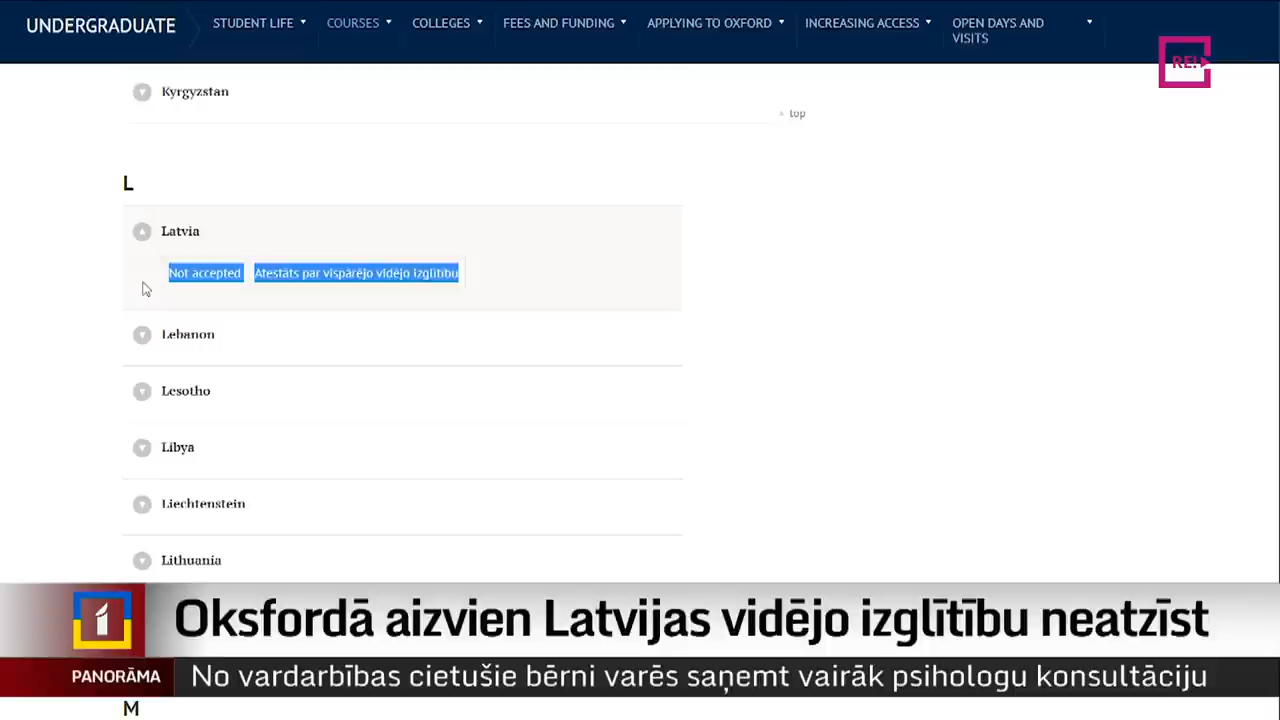 UNDERGRADUATE
STUDENT LIFE
COURSES
COLLEGES
FEES AND FUNDING
APPLYING TO OXFORD
INCREASING ACCESS
OPEN DAYS AND
VISITS
RE!
Kyrgyzstan
top
L
Latvia
Not accepted Atestāts par vispārējo vidējo izglītību
Lebanon
Lesotho
Libya
Liechtenstein
Lithuania
1
Oksfordā aizvien Latvijas vidējo izglītību neatzīst
PANORĀMA
No vardarbības cietušie bērni varēs saņemt vairāk psihologu konsultāciju
M